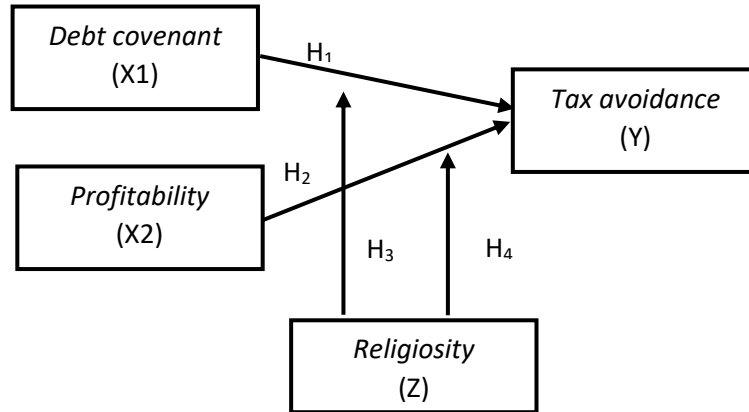 Debt covenant
(X1)
H₁
Tax avoidance
(Y)
Profitability
(X2)
H₂
H₃
H₄
Religiosity
(Z)